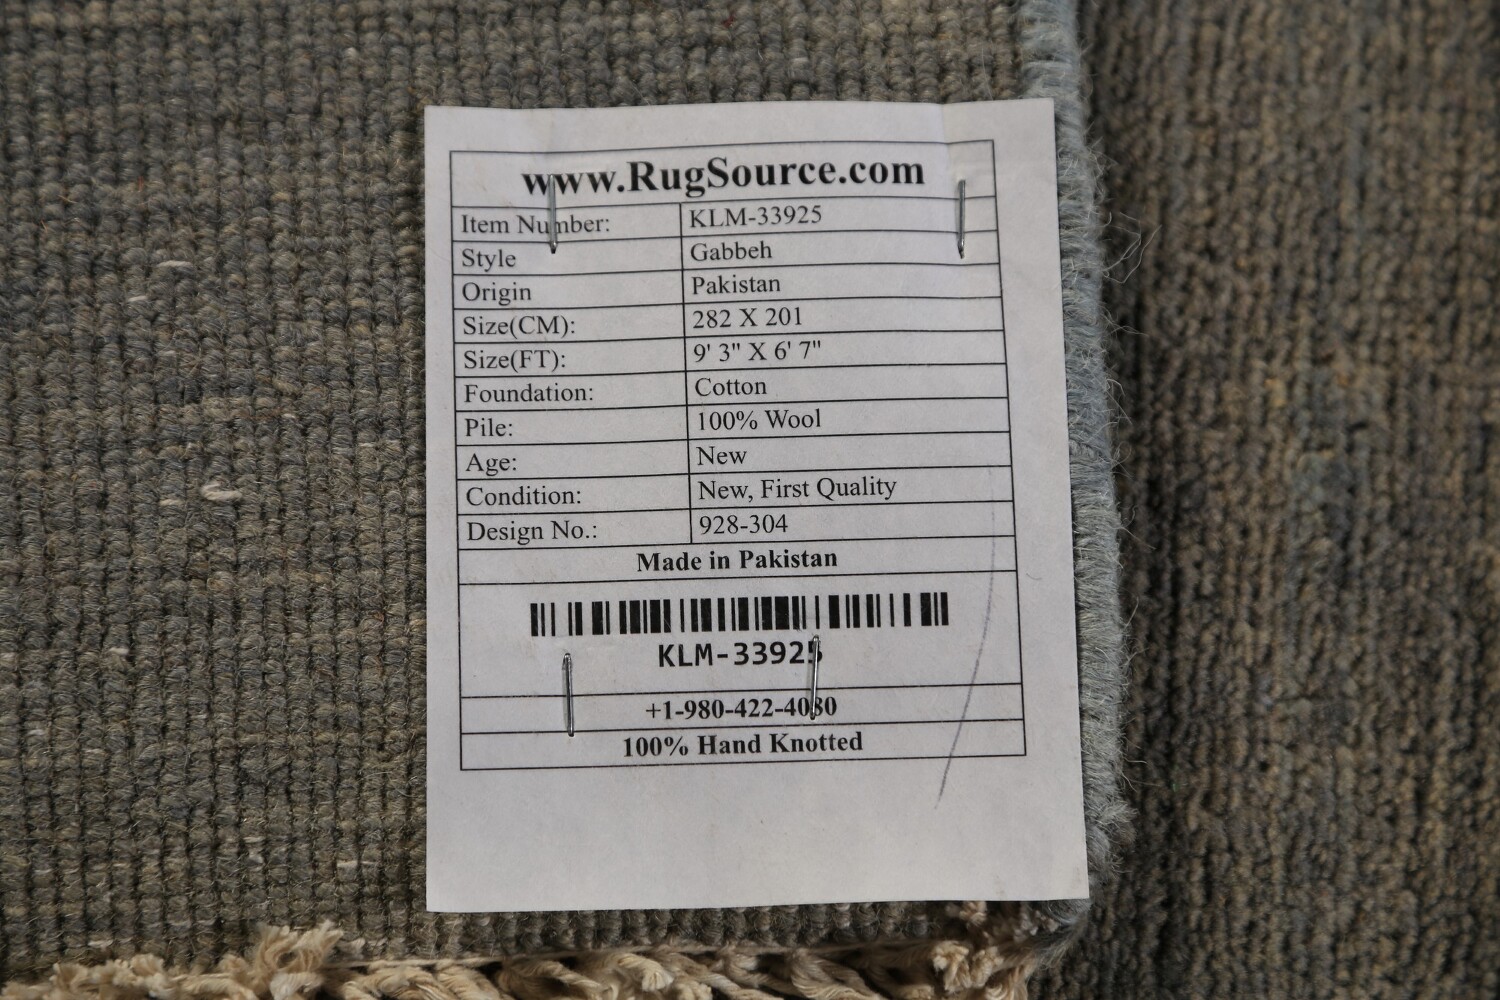 www.RugSource.com
Item Number: KLM-33925
Style Gabbeh
Origin Pakistan
Size(CM): 282 X 201
Size(FT): 9' 3" X 6' 7"
Foundation: Cotton
Pile: 100% Wool
Age: New
Condition: New, First Quality
Design No.: 928-304
Made in Pakistan
KLM-33925
+1-980-422-4080
100% Hand Knotted